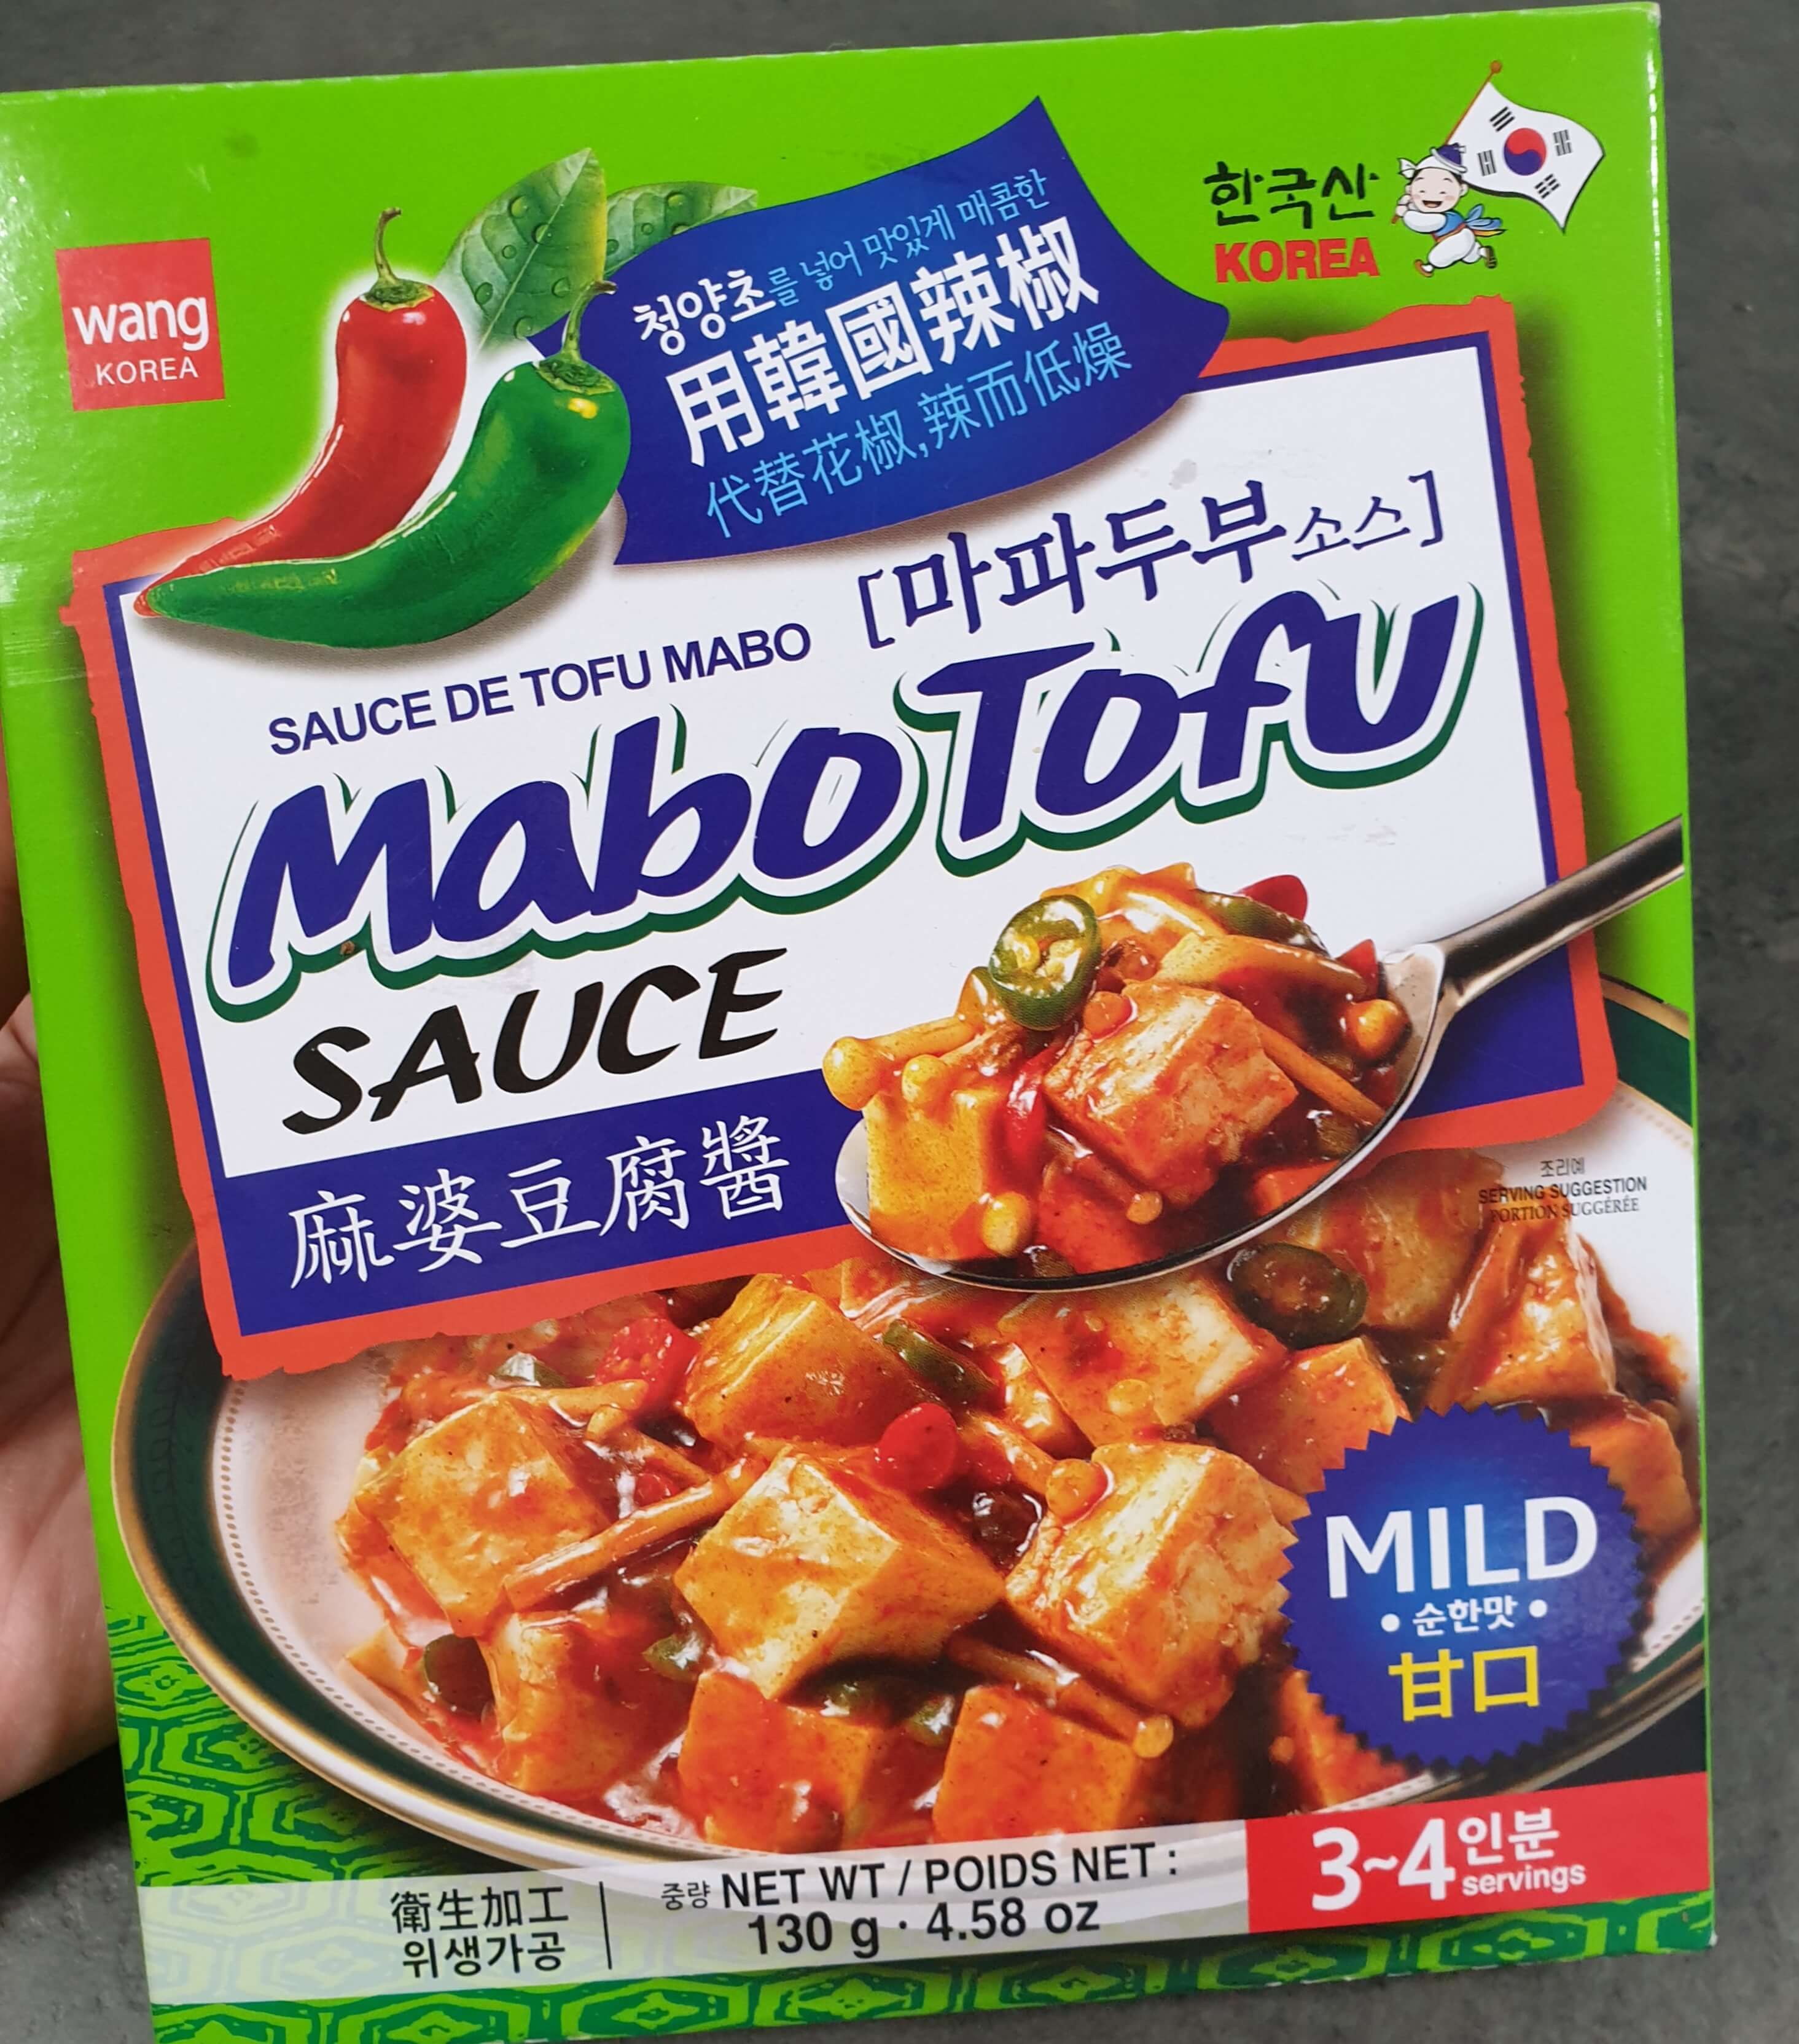 wang
KOREA
청양초를 넣어 맛있게 매콤한
用韓國辣椒
代替花椒,辣而低燥
한국산
KOREA
[마파두부소스]
SAUCE DE TOFU MABO
Mabo Tofu
SAUCE
麻婆豆腐醬
조리예
SERVING SUGGESTION
PORTION SUGGÉRÉE
MILD
• 순한맛 •
甘口
3~4인분
servings
衛生加工
위생가공
중량 NET WT / POIDS NET :
130 g · 4.58 oz